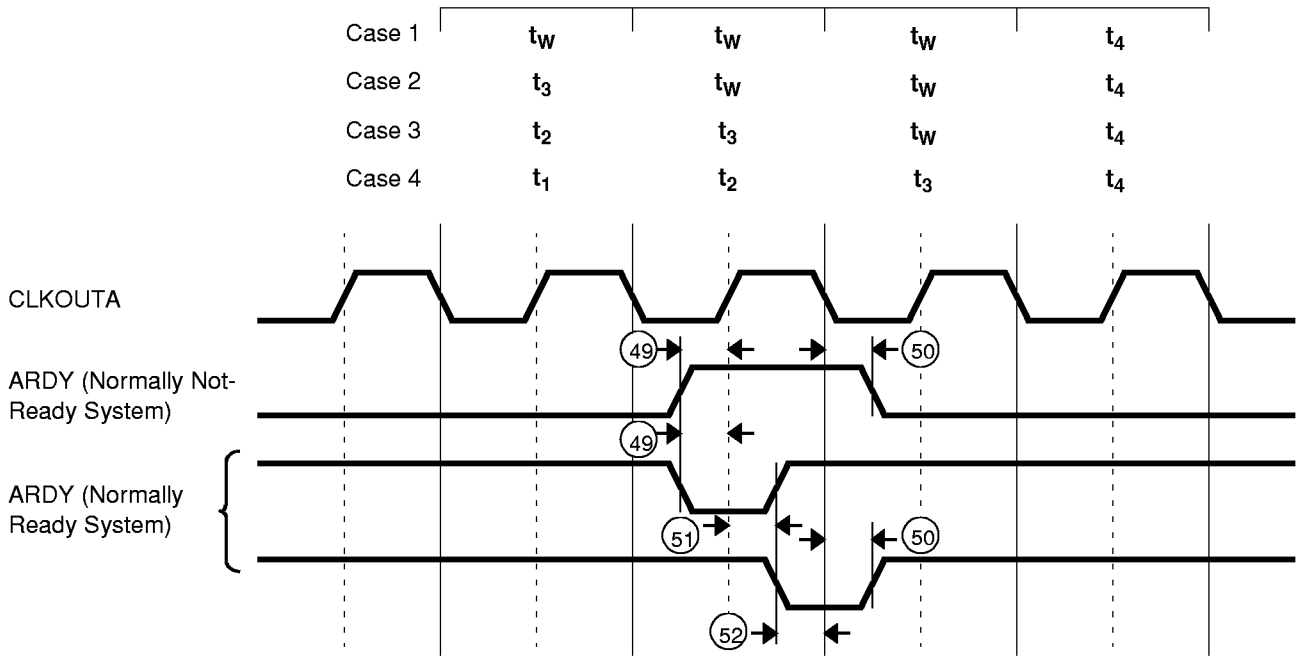 Case 1 tW tW tW t4
Case 2 t3 tW tW t4
Case 3 t2 t3 tW t4
Case 4 t1 t2 t3 t4
CLKOUTA
49 50
ARDY (Normally Not-
Ready System)
49
ARDY (Normally
Ready System)
51 50
52